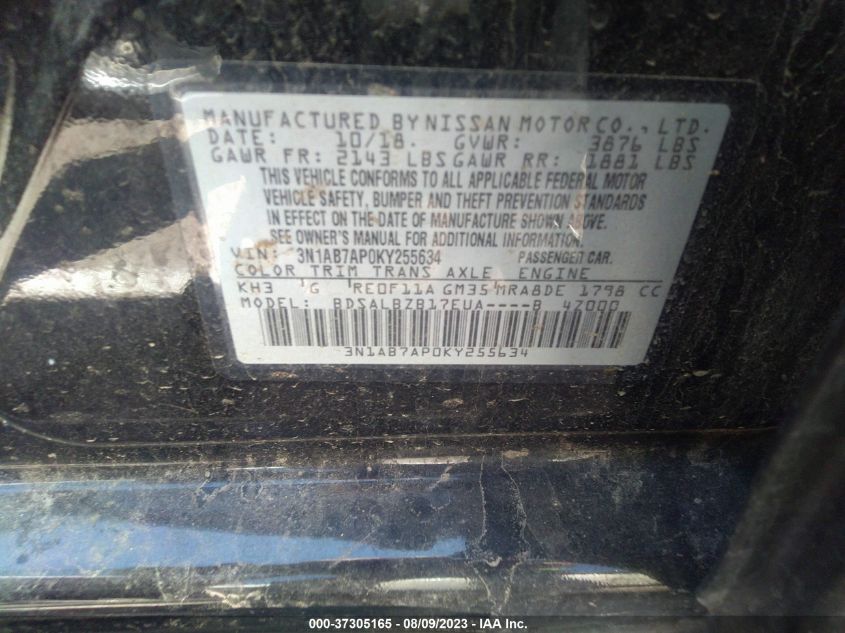 MANUFACTURED BY NISSAN MOTOR CO., LTD.
DATE: 10/18. GVWR: 3876 LBS
GAWR FR: 2143 LBS GAWR RR: 1881 LBS
THIS VEHICLE CONFORMS TO ALL APPLICABLE FEDERAL MOTOR
VEHICLE SAFETY, BUMPER AND THEFT PREVENTION STANDARDS
IN EFFECT ON THE DATE OF MANUFACTURE SHOWN ABOVE.
SEE OWNER'S MANUAL FOR ADDITIONAL INFORMATION.
VIN: 3N1AB7AP0KY255634 PASSENGER CAR.
COLOR TRIM TRANS AXLE ENGINE
KH3 G RE0F11A GM35 MRA8DE 1798 CC
MODEL: BDSALBZB17EUA----B 47000
3N1AB7AP0KY255634
000-37305165 - 08/09/2023 - © IAA Inc.